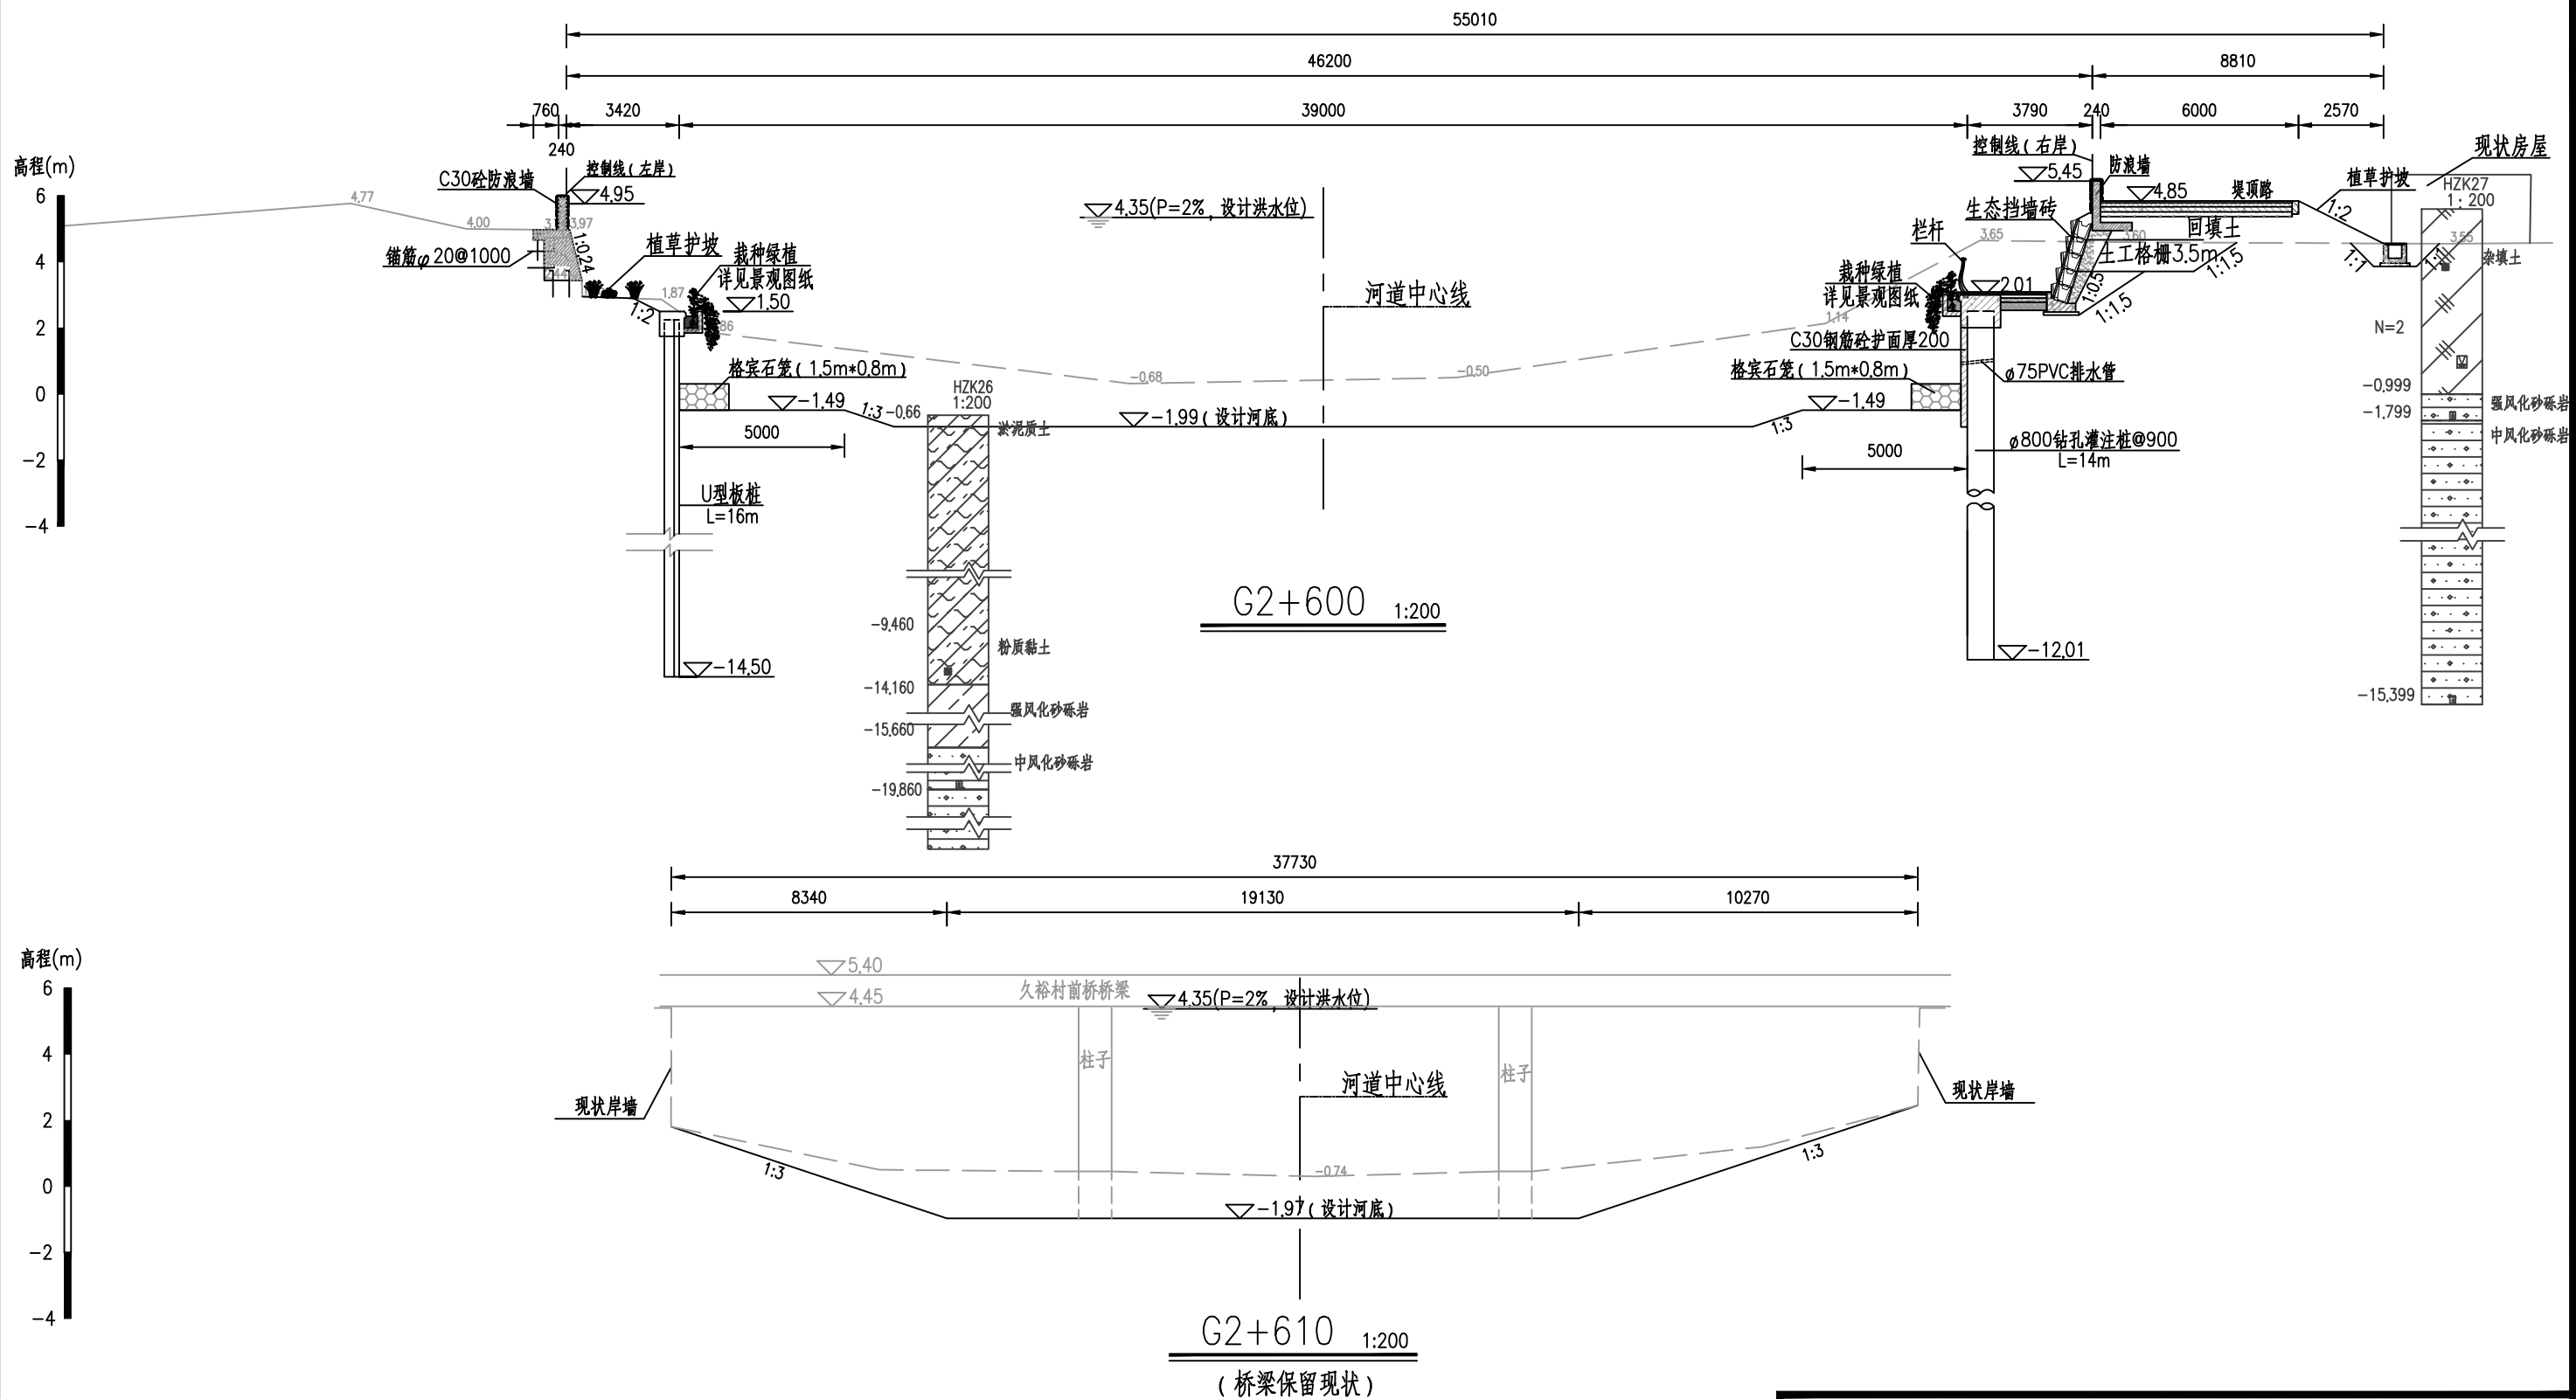 55010
46200
8810
760
3420
39000
3790
240
6000
2570
240
高程(m)
6
4
2
0
-2
-4
4.77
4.00
3.97
C30砼防浪墙
控制线(左岸)
4.95
锚筋φ20@1000
1:0.24
植草护坡
栽种绿植
详见景观图纸
1.87
1:2
1.50
格宾石笼(1.5m*0.8m)
-1.49
1:3
-0.66
5000
U型板桩
L=16m
-14.50
HZK26
1:200
淤泥质土
-9.460
粉质黏土
-14.160
强风化砂砾岩
-15.660
中风化砂砾岩
-19.860
4.35(P=2%,设计洪水位)
河道中心线
-0.68
-0.50
-1.99(设计河底)
G2+600 1:200
控制线(右岸)
5.45
防浪墙
4.85
堤顶路
植草护坡
现状房屋
1:2
生态挡墙砖
栏杆
3.65
3.60
回填土
土工格栅3.5m
1:1.5
3.55
1:1
1:1
栽种绿植
详见景观图纸
2.01
1:0.5
1:1.5
1.14
C30钢筋砼护面厚200
格宾石笼(1.5m*0.8m)
φ75PVC排水管
-1.49
1:3
5000
φ800钻孔灌注桩@900
L=14m
-12.01
HZK27
1:200
杂填土
N=2
-0.999
强风化砂砾岩
-1.799
中风化砂砾岩
-15.399
37730
8340
19130
10270
高程(m)
6
4
2
0
-2
-4
5.40
4.45
久裕村前桥桥梁
4.35(P=2%,设计洪水位)
柱子
柱子
河道中心线
现状岸墙
现状岸墙
1:3
1:3
-0.74
-1.97(设计河底)
G2+610 1:200
(桥梁保留现状)